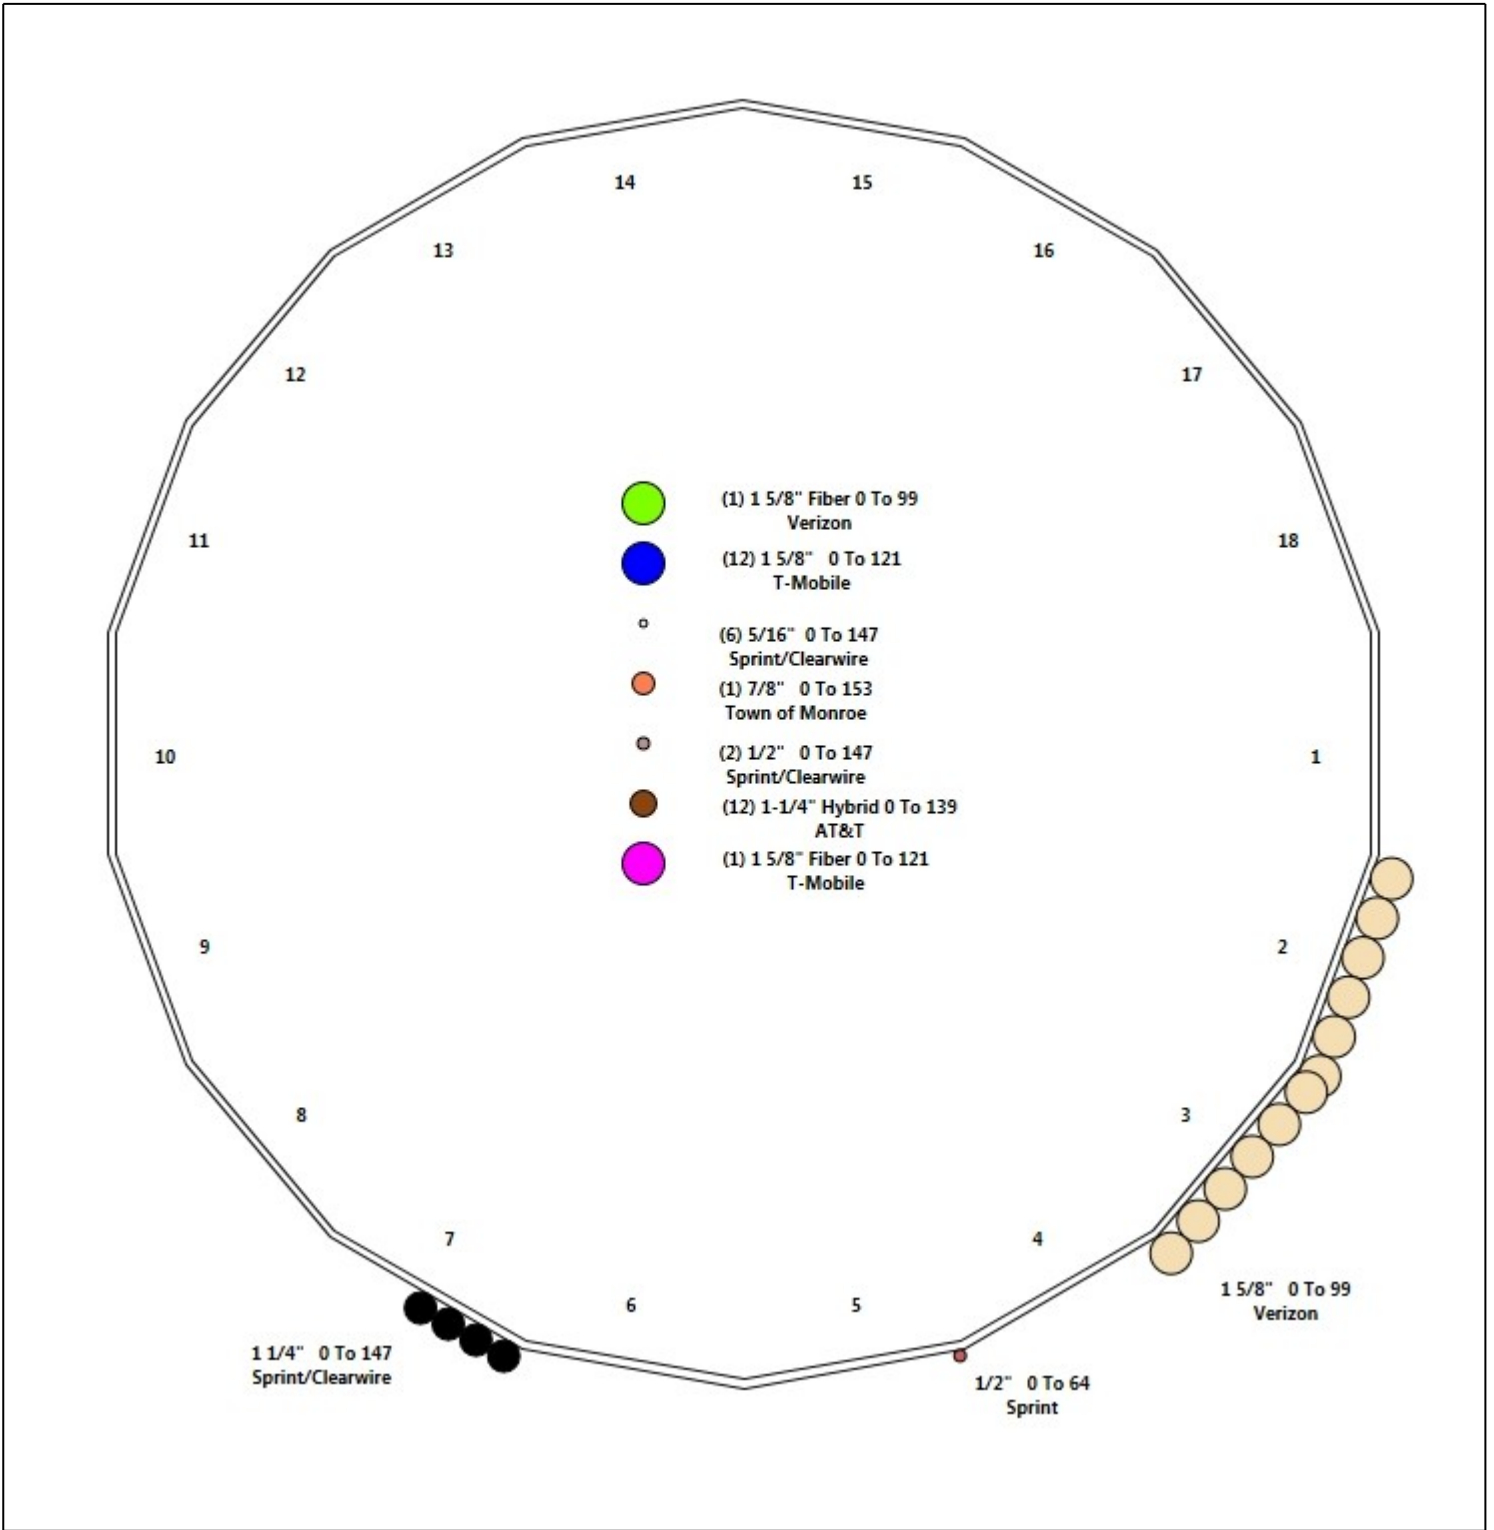 14
15
13
16
12
17
(1) 1 5/8" Fiber 0 To 99
Verizon
11
18
(12) 1 5/8" 0 To 121
T-Mobile
(6) 5/16" 0 To 147
Sprint/Clearwire
(1) 7/8" 0 To 153
Town of Monroe
10
1
(2) 1/2" 0 To 147
Sprint/Clearwire
(12) 1-1/4" Hybrid 0 To 139
AT&T
(1) 1 5/8" Fiber 0 To 121
T-Mobile
9
2
8
3
7
4
6
5
1 5/8" 0 To 99
Verizon
1 1/4" 0 To 147
Sprint/Clearwire
1/2" 0 To 64
Sprint